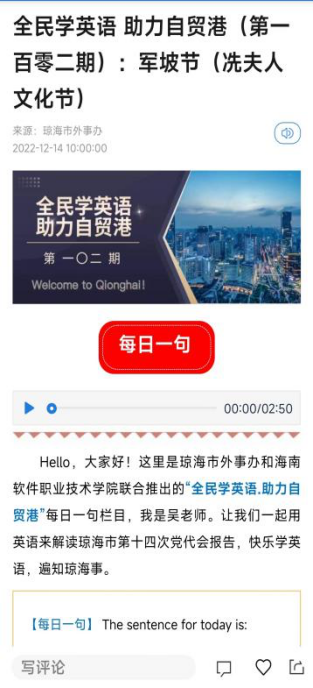 全民学英语 助力自贸港（第一
百零二期）：军坡节（冼夫人
文化节）
来源：琼海市外事办
2022-12-14 10:00:00
全民学英语
助力自贸港
第 一〇二 期
Welcome to Qionghai!
每日一句
00:00/02:50
Hello，大家好！这里是琼海市外事办和海南
软件职业技术学院联合推出的“全民学英语.助力自
贸港”每日一句栏目，我是吴老师。让我们一起用
英语来解读琼海市第十四次党代会报告，快乐学英
语，遍知琼海事。
【每日一句】 The sentence for today is:
写评论